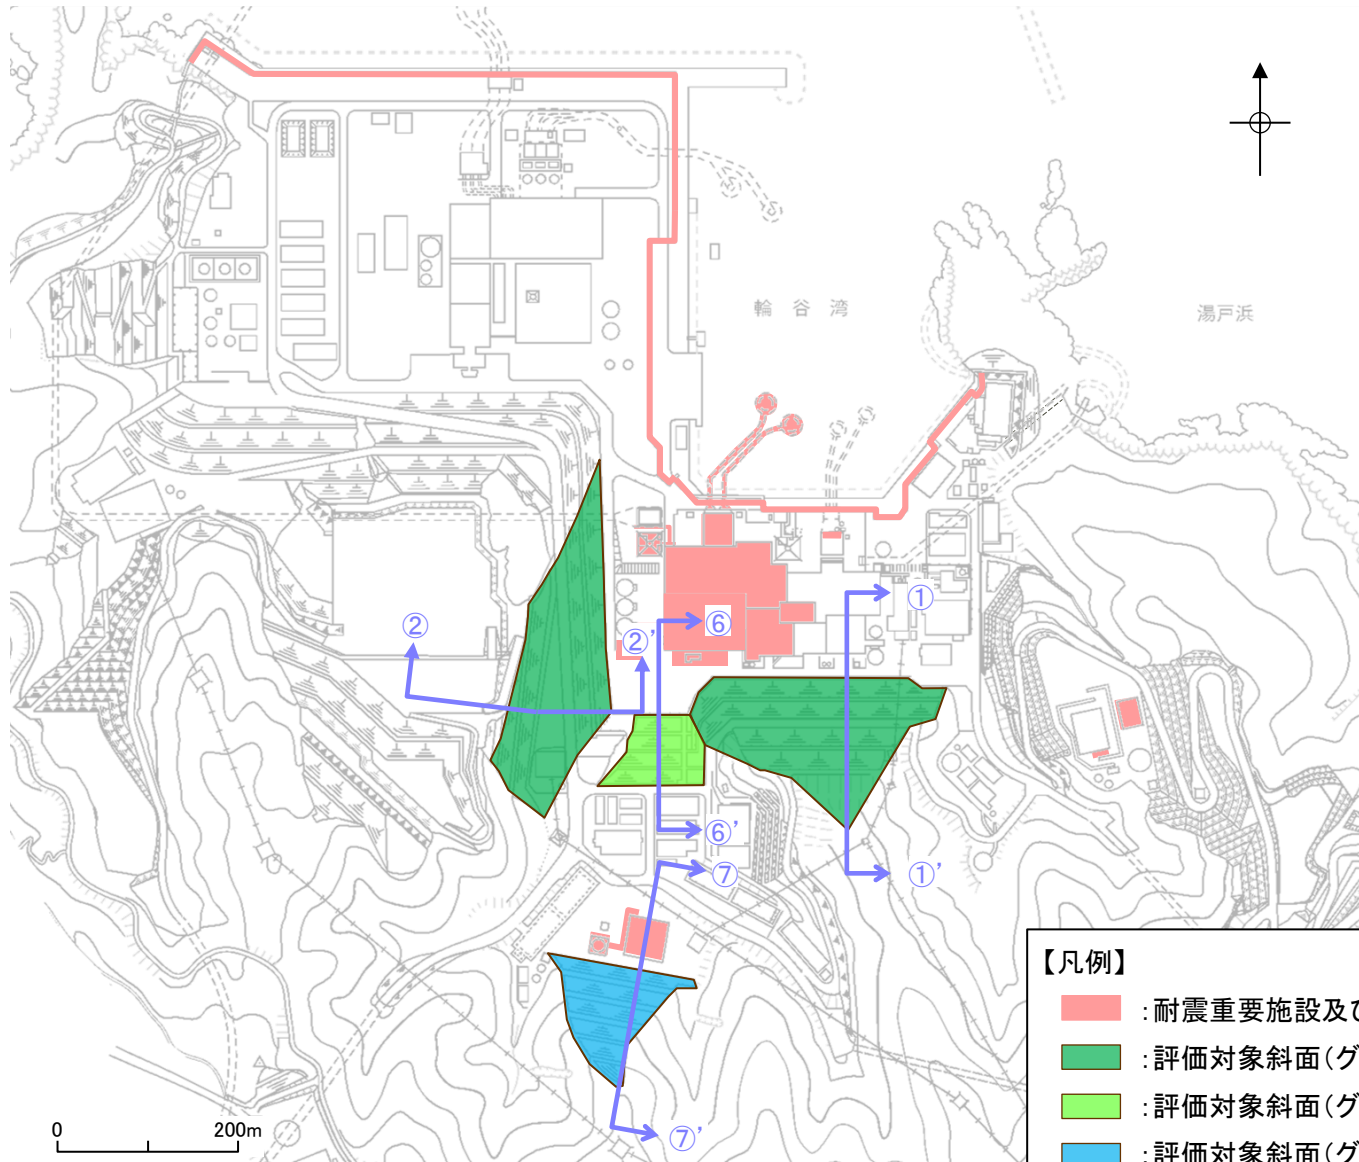 輪谷湾
湯戸浜
①
②
②’
⑥
⑥’
①’
⑦
⑦’
【凡例】
：耐震重要施設及び
：評価対象斜面（グ
：評価対象斜面（グ
：評価対象斜面（グ
0 200m